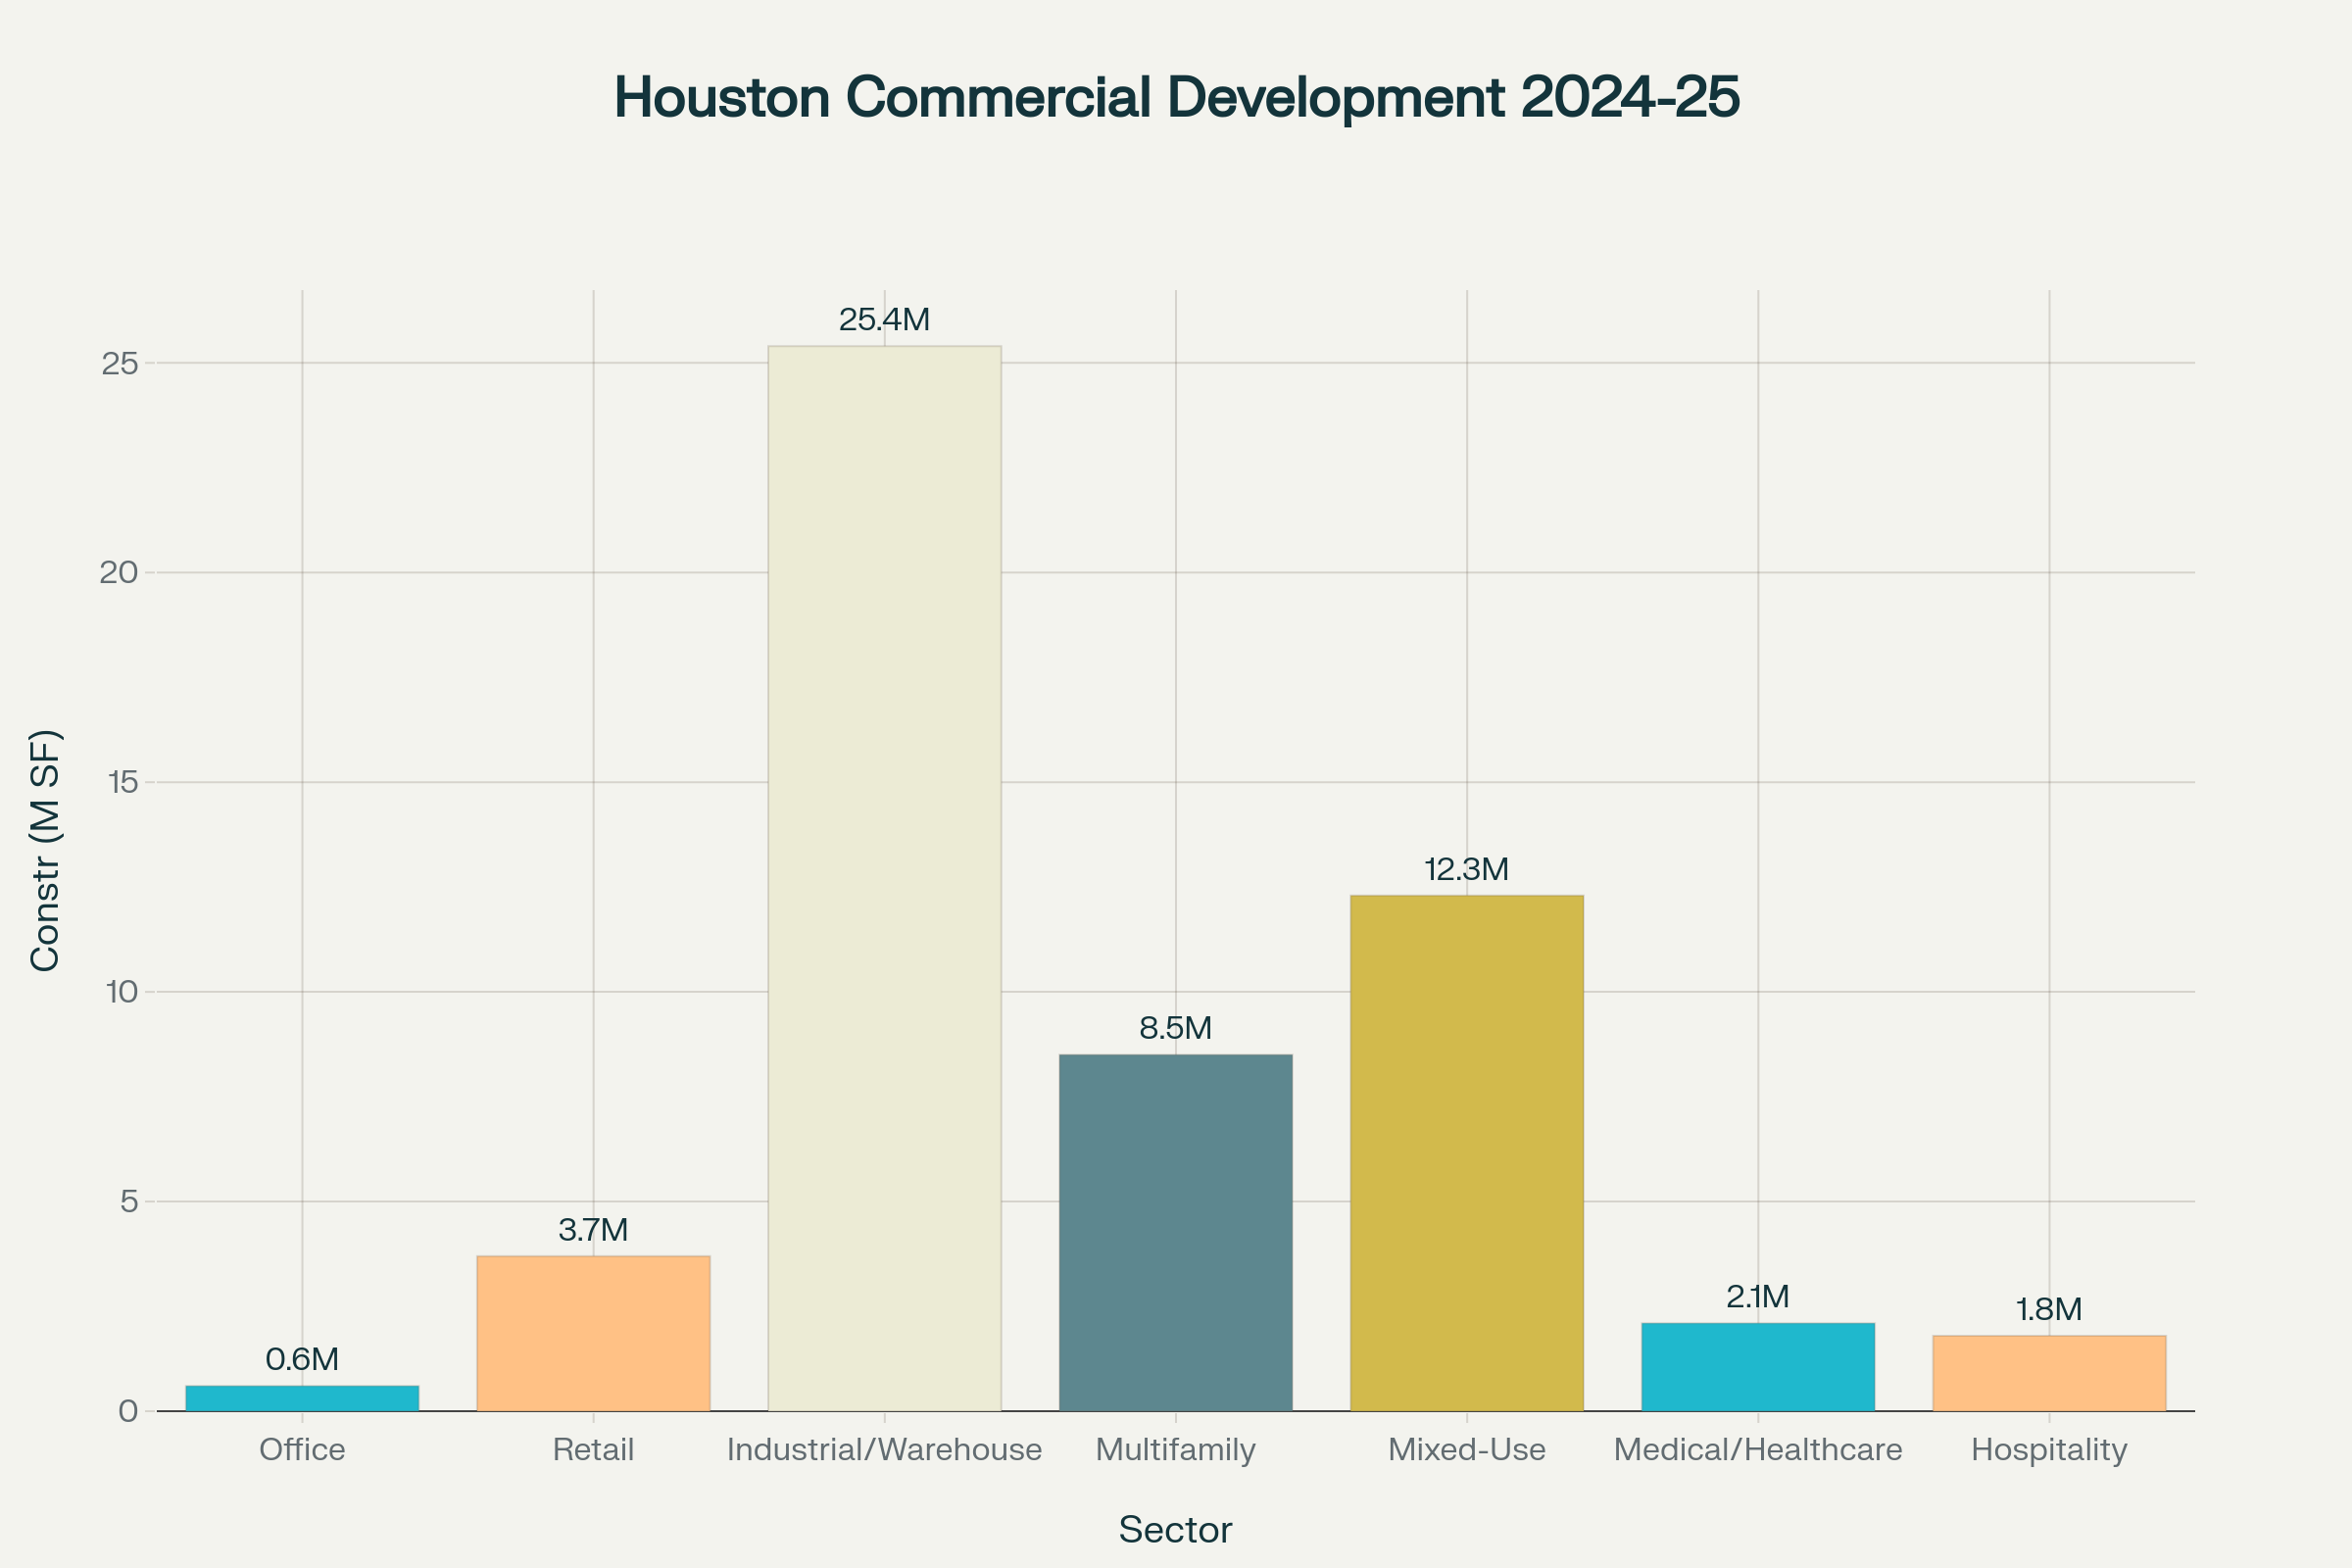 Houston Commercial Development 2024-25
Constr (M SF)
25
20
15
10
5
0
0.6M
3.7M
25.4M
8.5M
12.3M
2.1M
1.8M
Office
Retail
Industrial/Warehouse
Multifamily
Mixed-Use
Medical/Healthcare
Hospitality
Sector